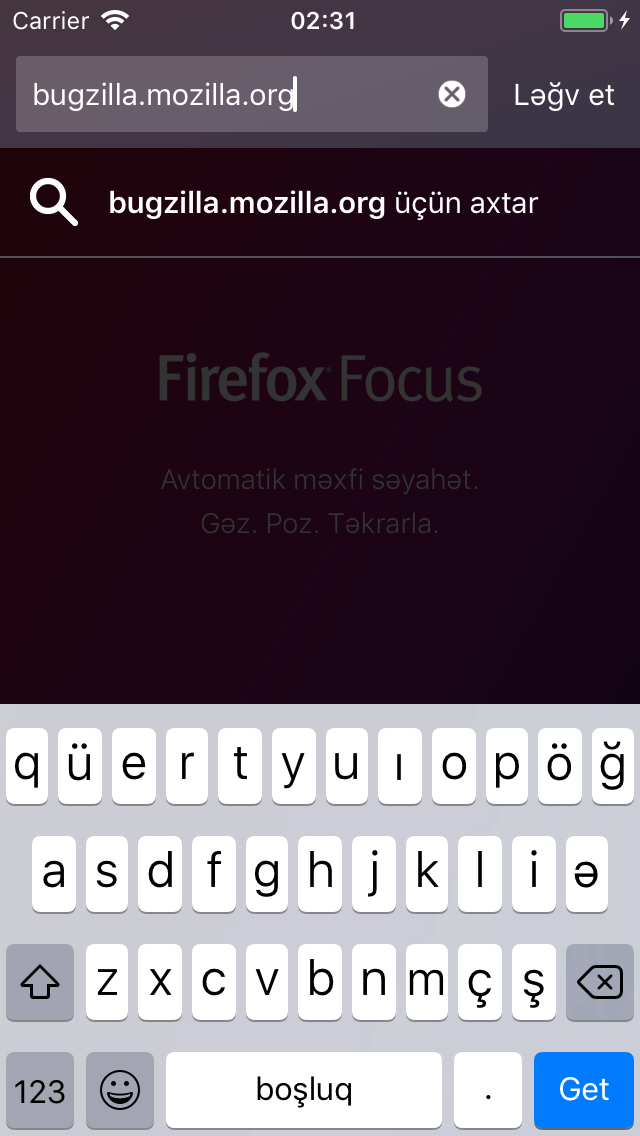 Carrier 02:31
bugzilla.mozilla.org Ləğv et
bugzilla.mozilla.org üçün axtar
Firefox Focus
Avtomatik məxfi səyahət.
Gəz. Poz. Təkrarla.
q ü e r t y u ı o p ö ğ
a s d f g h j k l i ə
z x c v b n m ç ş
123 boşluq . Get